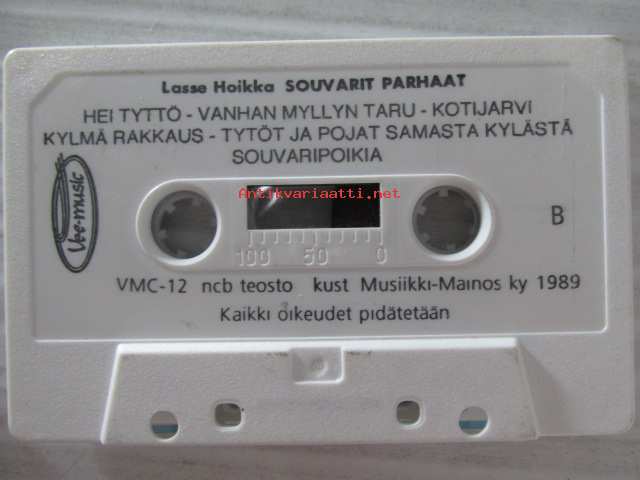 Lasse Hoikka SOUVARIT PARHAAT
HEI TYTTÖ - VANHAN MYLLYN TARU - KOTIJARVI
KYLMÄ RAKKAUS - TYTÖT JA POJAT SAMASTA KYLÄSTÄ
SOUVARIPOIKIA
Vee-music
Antikvariaatti.net
B
100 50 0
VMC-12 ncb teosto kust Musiikki-Mainos ky 1989
Kaikki oikeudet pidätetään